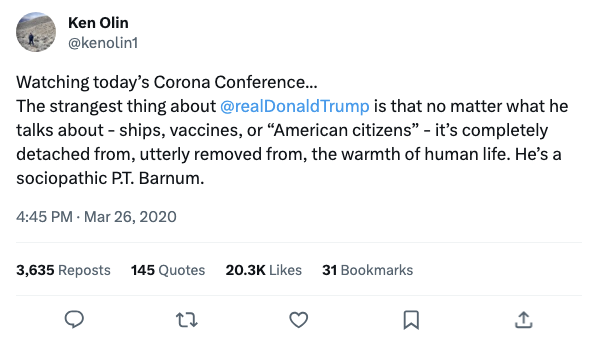 Ken Olin
@kenolin1
Watching today’s Corona Conference...
The strangest thing about @realDonaldTrump is that no matter what he
talks about - ships, vaccines, or “American citizens” - it’s completely
detached from, utterly removed from, the warmth of human life. He’s a
sociopathic P.T. Barnum.
4:45 PM · Mar 26, 2020
3,635 Reposts 145 Quotes 20.3K Likes 31 Bookmarks